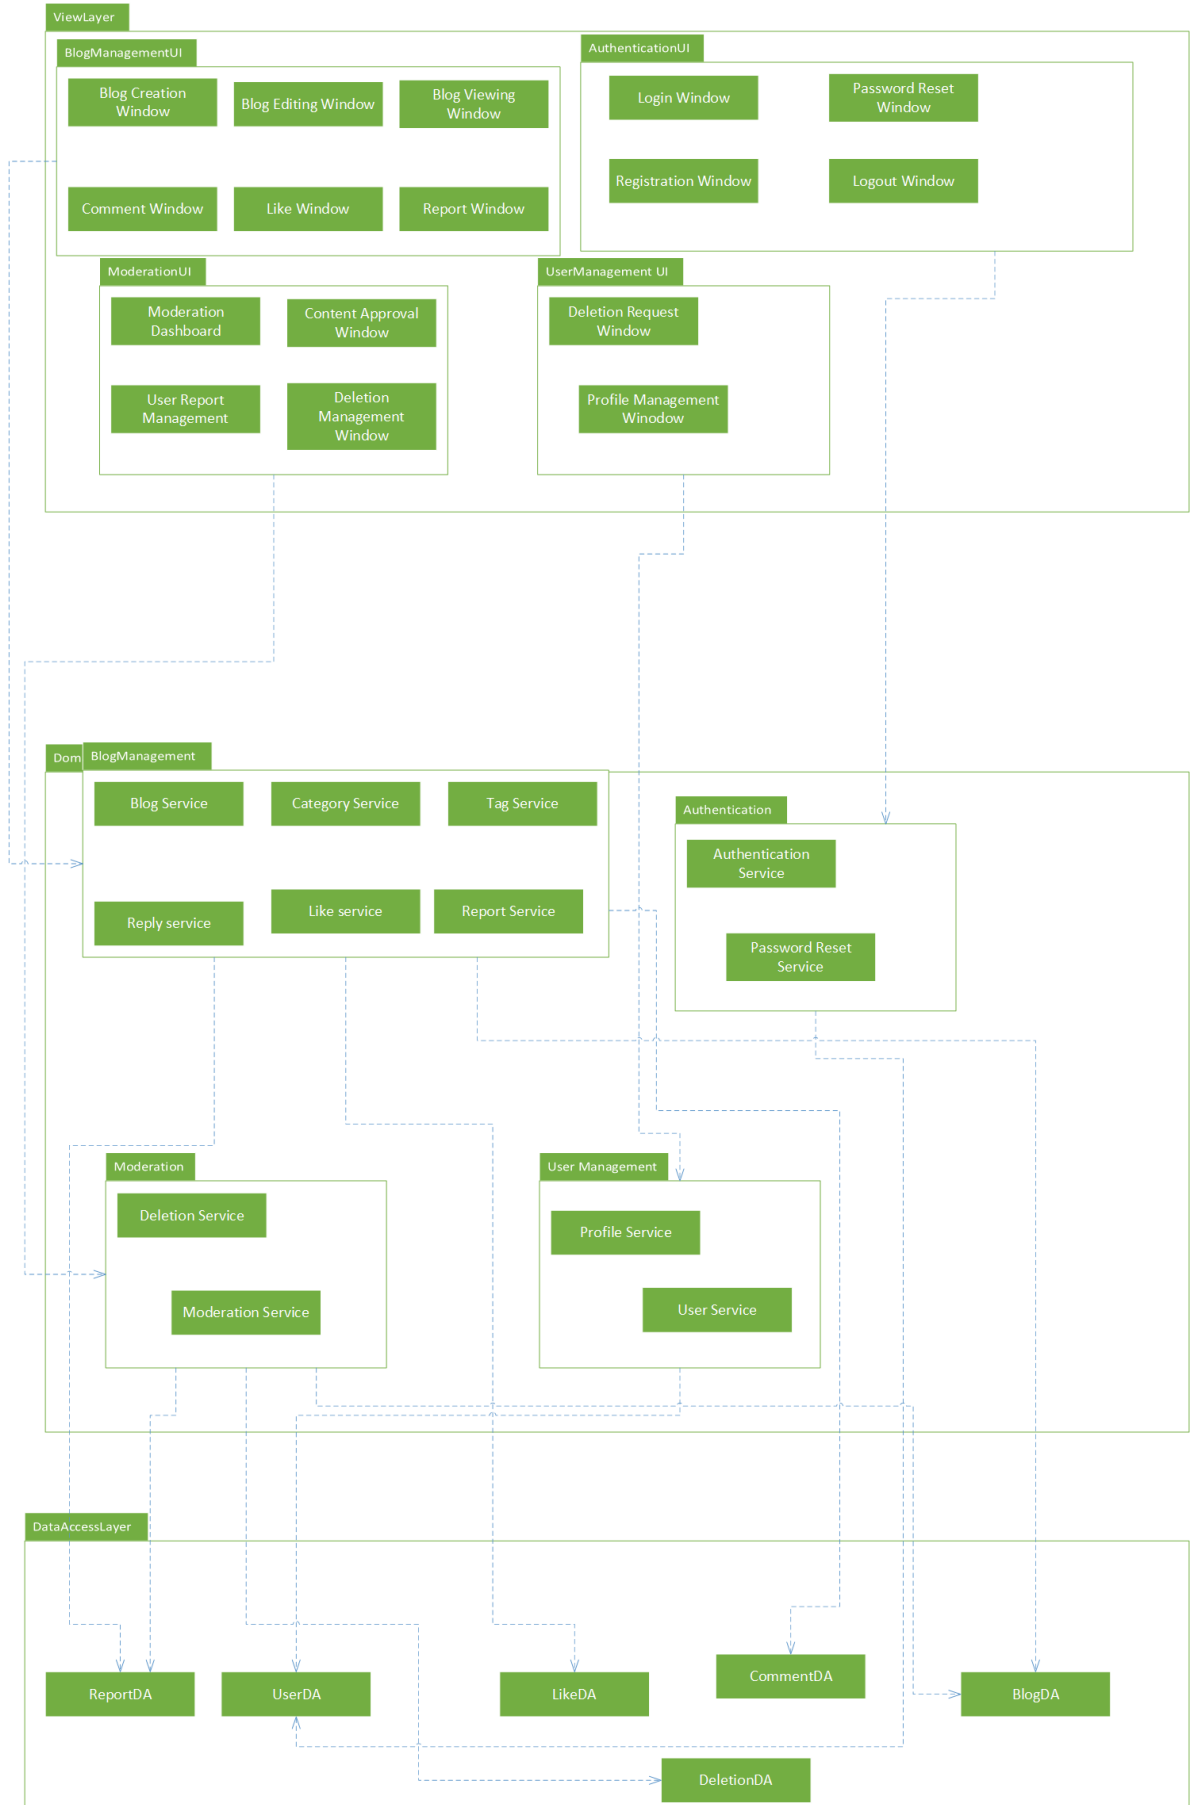 ViewLayer
BlogManagementUI
Blog Creation
Window
Blog Editing Window
Blog Viewing
Window
Comment Window
Like Window
Report Window
AuthenticationUI
Login Window
Password Reset
Window
Registration Window
Logout Window
ModerationUI
Moderation
Dashboard
Content Approval
Window
User Report
Management
Deletion
Management
Window
UserManagement UI
Deletion Request
Window
Profile Management
Winodow
Dom
BlogManagement
Blog Service
Category Service
Tag Service
Reply service
Like service
Report Service
Authentication
Authentication
Service
Password Reset
Service
Moderation
Deletion Service
Moderation Service
User Management
Profile Service
User Service
DataAccessLayer
ReportDA
UserDA
LikeDA
CommentDA
BlogDA
DeletionDA